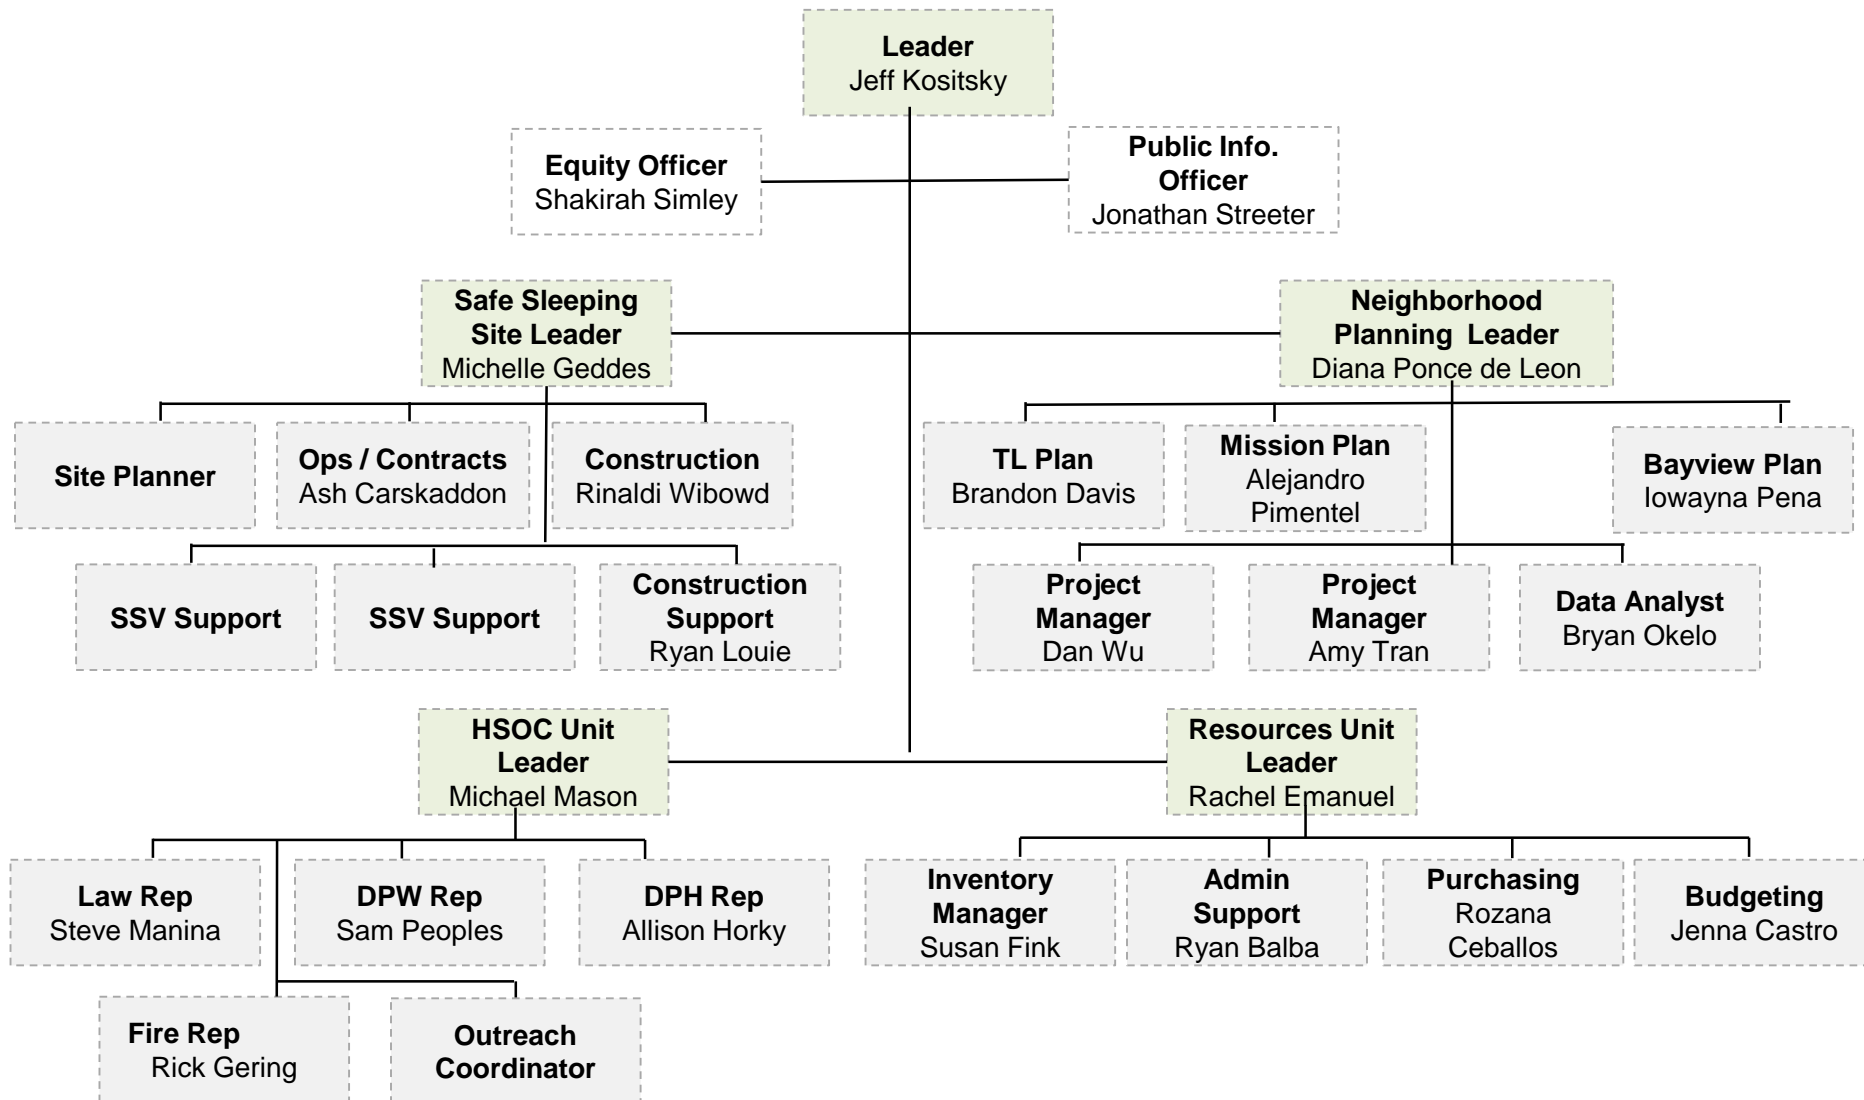 Leader
Jeff Kositsky
Equity Officer
Shakirah Simley
Public Info.
Officer
Jonathan Streeter
Safe Sleeping
Site Leader
Michelle Geddes
Neighborhood
Planning  Leader
Diana Ponce de Leon
Site Planner
Ops / Contracts
Ash Carskaddon
Construction
Rinaldi Wibowd
TL Plan
Brandon Davis
Mission Plan
Alejandro
Pimentel
Bayview Plan
Iowayna Pena
SSV Support
SSV Support
Construction
Support
Ryan Louie
Project
Manager
Dan Wu
Project
Manager
Amy Tran
Data Analyst
Bryan Okelo
HSOC Unit
Leader
Michael Mason
Resources Unit
Leader
Rachel Emanuel
Law Rep
Steve Manina
DPW Rep
Sam Peoples
DPH Rep
Allison Horky
Inventory
Manager
Susan Fink
Admin
Support
Ryan Balba
Purchasing
Rozana
Ceballos
Budgeting
Jenna Castro
Fire Rep
Rick Gering
Outreach
Coordinator